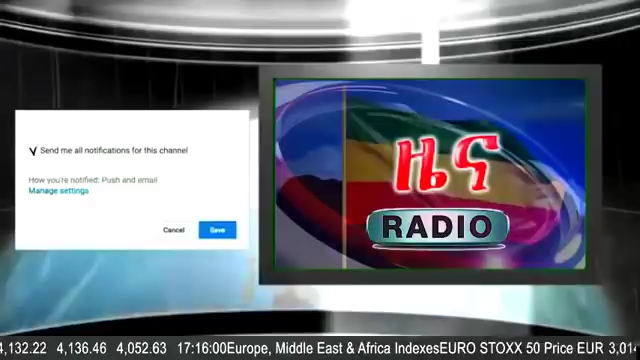 Send me all notifications for this channel
How you're notified: Push and email
Manage settings
Cancel
Save
ዜና
RADIO
4,132.22 4,136.46 4,052.63 17:16:00Europe, Middle East & Africa IndexesEURO STOXX 50 Price EUR 3,014